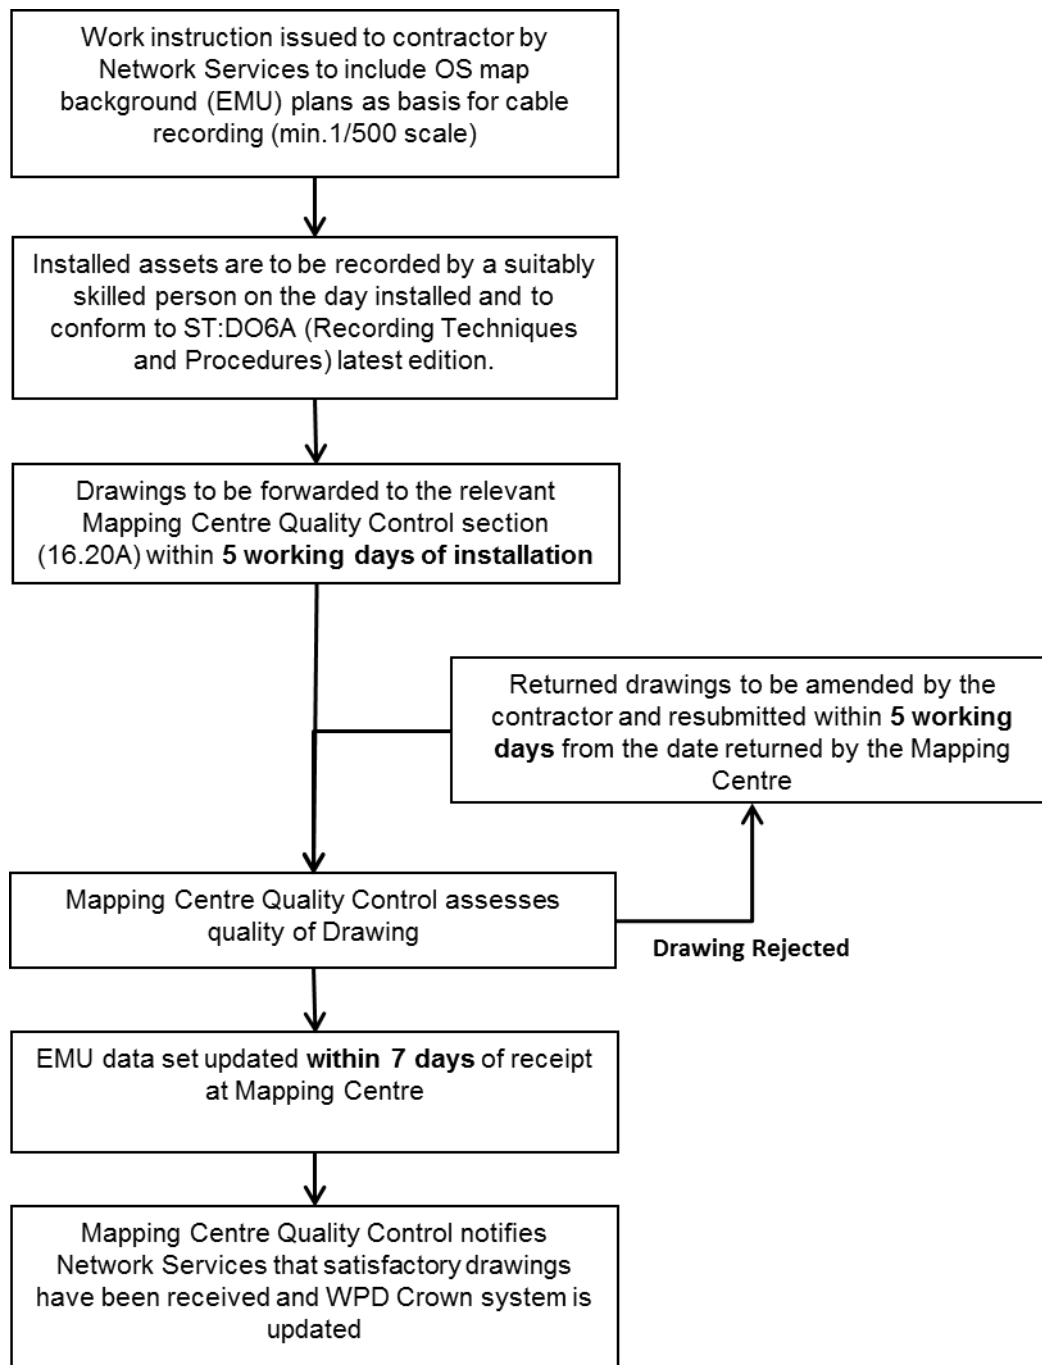 Work instruction issued to contractor by
Network Services to include OS map
background (EMU) plans as basis for cable
recording (min.1/500 scale)
Installed assets are to be recorded by a suitably
skilled person on the day installed and to
conform to ST:DO6A (Recording Techniques
and Procedures) latest edition.
Drawings to be forwarded to the relevant
Mapping Centre Quality Control section
(16.20A) within 5 working days of installation
Returned drawings to be amended by the
contractor and resubmitted within 5 working
days from the date returned by the Mapping
Centre
Mapping Centre Quality Control assesses
quality of Drawing
Drawing Rejected
EMU data set updated within 7 days of receipt
at Mapping Centre
Mapping Centre Quality Control notifies
Network Services that satisfactory drawings
have been received and WPD Crown system is
updated